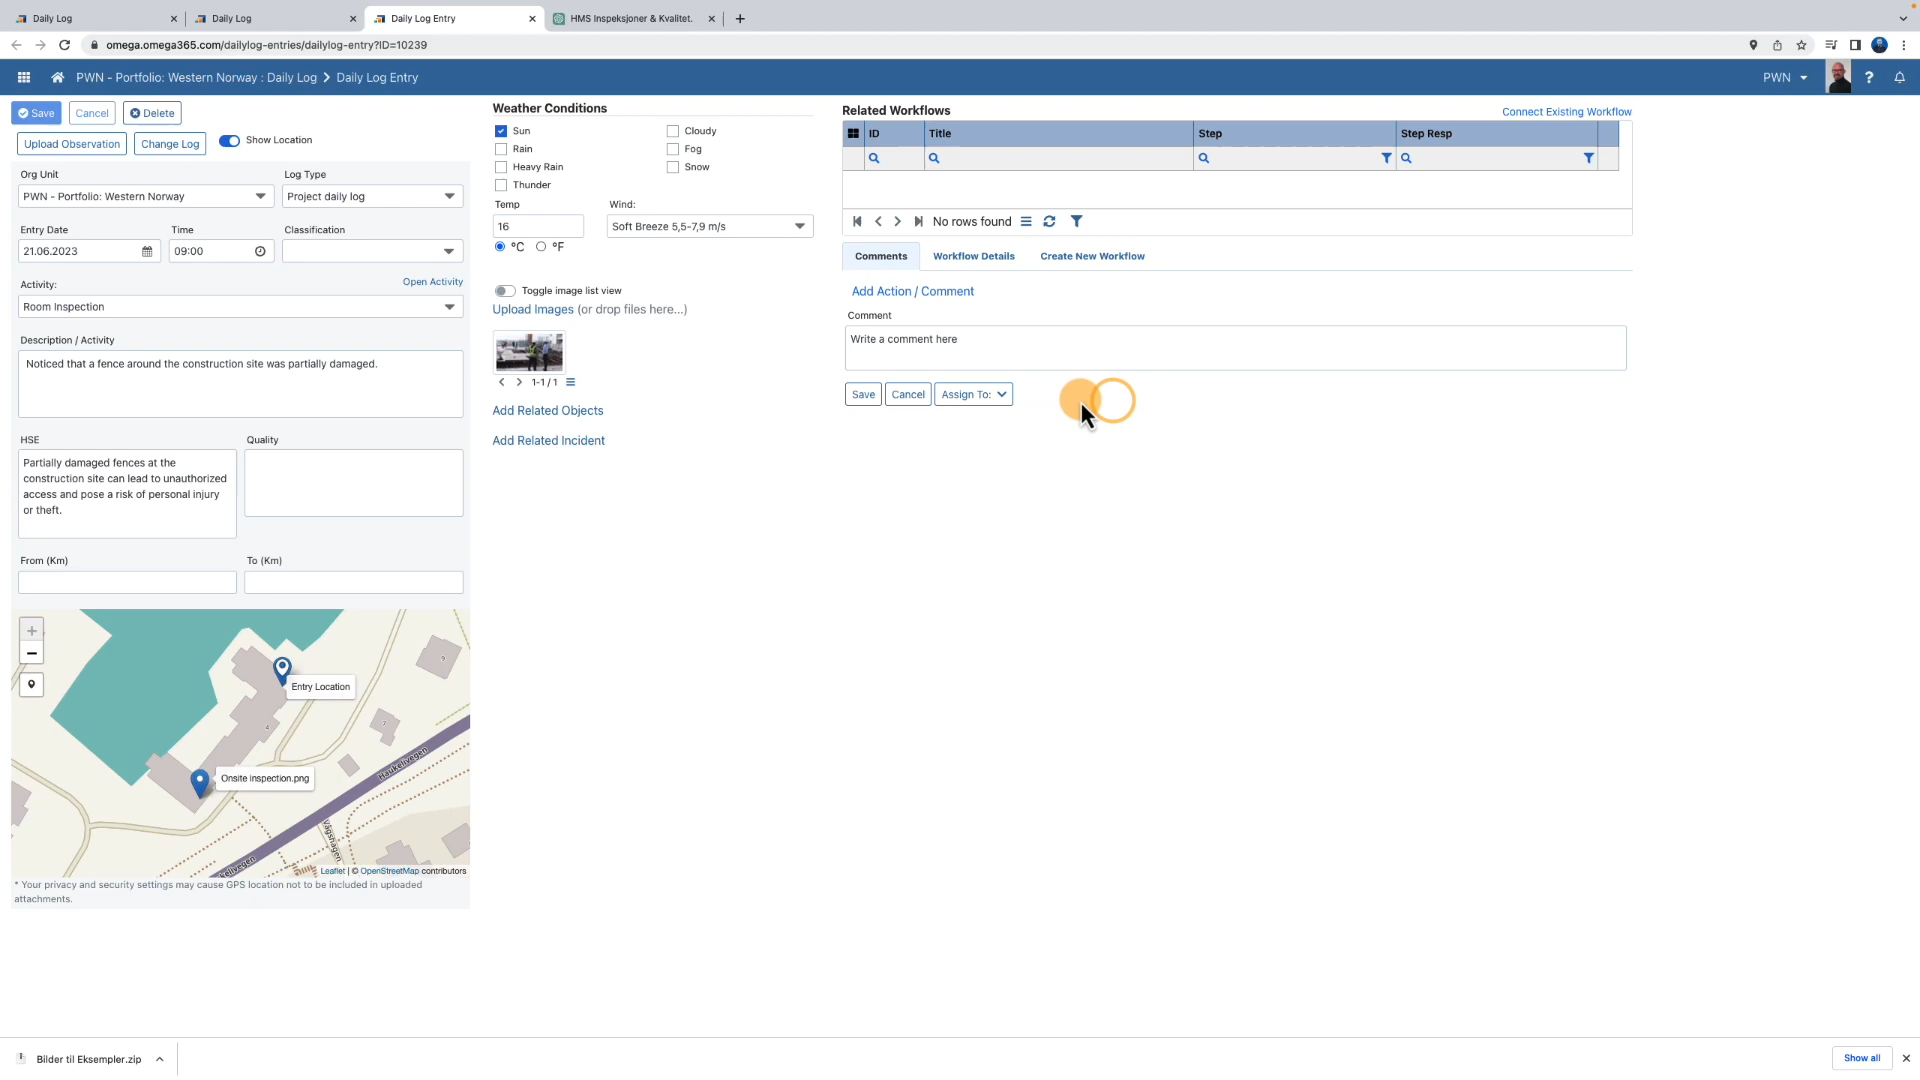 Daily Log
Daily Log
Daily Log Entry
HMS Inspeksjoner & Kvalitet.
omega.omega365.com/dailylog-entries/dailylog-entry?ID=10239
PWN - Portfolio: Western Norway : Daily Log
Daily Log Entry
PWN
?
Save
Cancel
Delete
Upload Observation
Change Log
Show Location
Org Unit
Log Type
PWN - Portfolio: Western Norway
Project daily log
Entry Date
Time
Classification
21.06.2023
09:00
Activity:
Open Activity
Room Inspection
Description / Activity
Noticed that a fence around the construction site was partially damaged.
HSE
Quality
Partially damaged fences at the
construction site can lead to unauthorized
access and pose a risk of personal injury
or theft.
From (Km)
To (Km)
+
−
9
Entry Location
4
7
Onsite inspection.png
Haukelivegen
Vågshagen
Leaflet | © OpenStreetMap contributors
* Your privacy and security settings may cause GPS location not to be included in uploaded
attachments.
Weather Conditions
Sun
Cloudy
Rain
Fog
Heavy Rain
Snow
Thunder
Temp
Wind:
16
Soft Breeze 5,5-7,9 m/s
°C
°F
Toggle image list view
Upload Images (or drop files here...)
1-1 / 1
Add Related Objects
Add Related Incident
Related Workflows
Connect Existing Workflow
ID
Title
Step
Step Resp
No rows found
Comments
Workflow Details
Create New Workflow
Add Action / Comment
Comment
Write a comment here
Save
Cancel
Assign To:
Bilder til Eksempler.zip
Show all